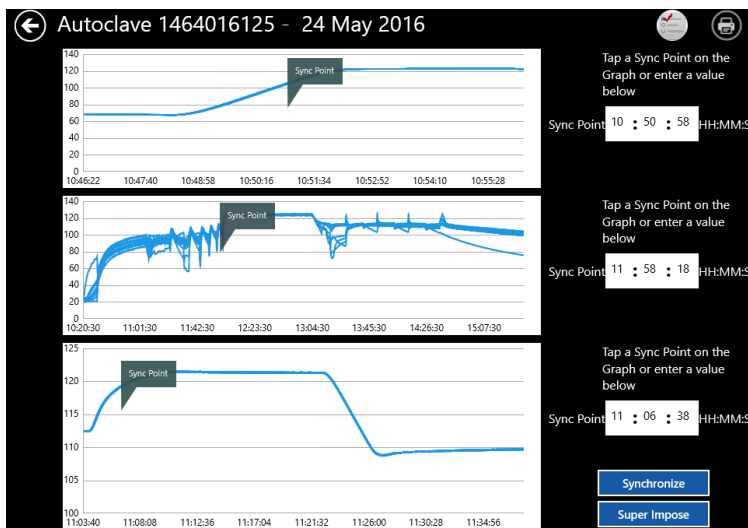 Autoclave 1464016125 - 24 May 2016
140
120
100
80
60
40
20
0
Sync Point
10:46:22 10:47:40 10:48:58 10:50:16 10:51:34 10:52:52 10:54:10 10:55:28
Tap a Sync Point on the
Graph or enter a value
below
Sync Point 10 : 50 : 58 HH:MM:S
140
120
100
80
60
40
20
0
Sync Point
10:20:30 11:01:30 11:42:30 12:23:30 13:04:30 13:45:30 14:26:30 15:07:30
Tap a Sync Point on the
Graph or enter a value
below
Sync Point 11 : 58 : 18 HH:MM:S
125
120
115
110
105
100
Sync Point
11:03:40 11:08:08 11:12:36 11:17:04 11:21:32 11:26:00 11:30:28 11:34:56
Tap a Sync Point on the
Graph or enter a value
below
Sync Point 11 : 06 : 38 HH:MM:S
Synchronize
Super Impose